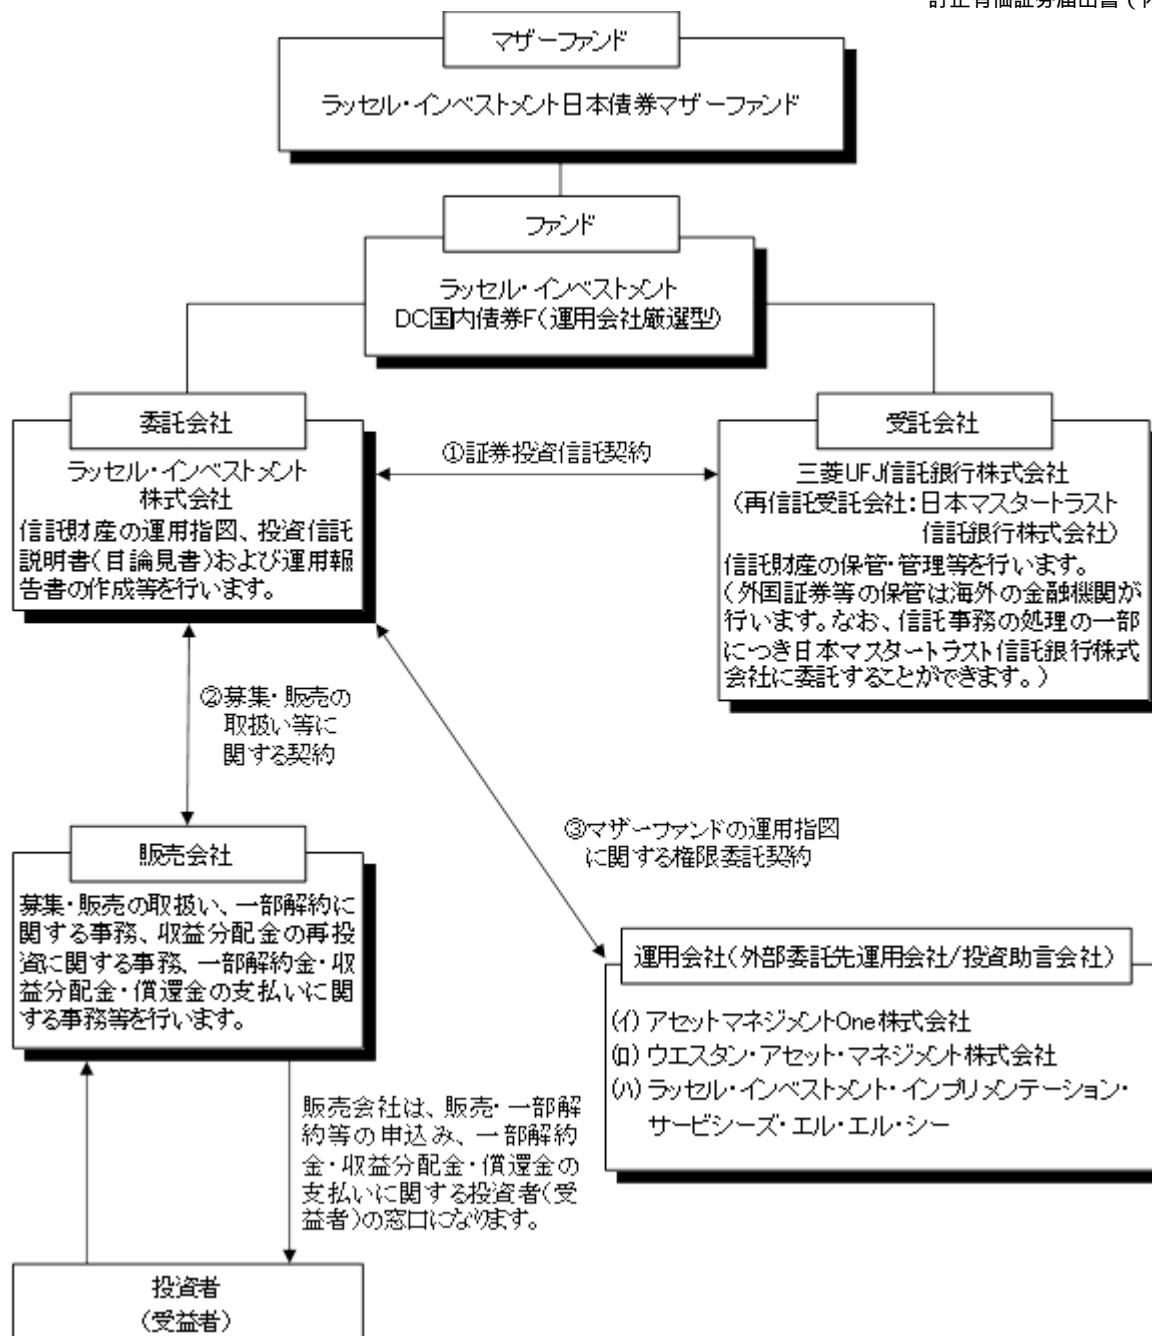 マザーファンド
ラッセル・インベストメント日本債券マザーファンド
ファンド
ラッセル・インベストメント
DC国内債券F(運用会社厳選型)
委託会社
ラッセル・インベストメント
株式会社
信託財産の運用指図、投資信託
説明書(目論見書)および運用報
告書の作成等を行います。
①証券投資信託契約
受託会社
三菱UFJ信託銀行株式会社
(再信託受託会社:日本マスタートラスト
信託銀行株式会社)
信託財産の保管・管理等を行います。
(外国証券等の保管は海外の金融機関が
行います。なお、信託事務の処理の一部
につき日本マスタートラスト信託銀行株式
会社に委託することができます。)
②募集・販売の
取扱い等に
関する契約
③マザーファンドの運用指図
に関する権限委託契約
販売会社
募集・販売の取扱い、一部解約に
関する事務、収益分配金の再投
資に関する事務、一部解約金・収
益分配金・償還金の支払いに関
する事務等を行います。
運用会社(外部委託先運用会社/投資助言会社)
(イ) アセットマネジメントOne株式会社
(ロ) ウエスタン・アセット・マネジメント株式会社
(ハ) ラッセル・インベストメント・インプリメンテーション・
サービシーズ・エル・エル・シー
販売会社は、販売・一部解
約等の申込み、一部解約
金・収益分配金・償還金の
支払いに関する投資者(受
益者)の窓口になります。
投資者
(受益者)